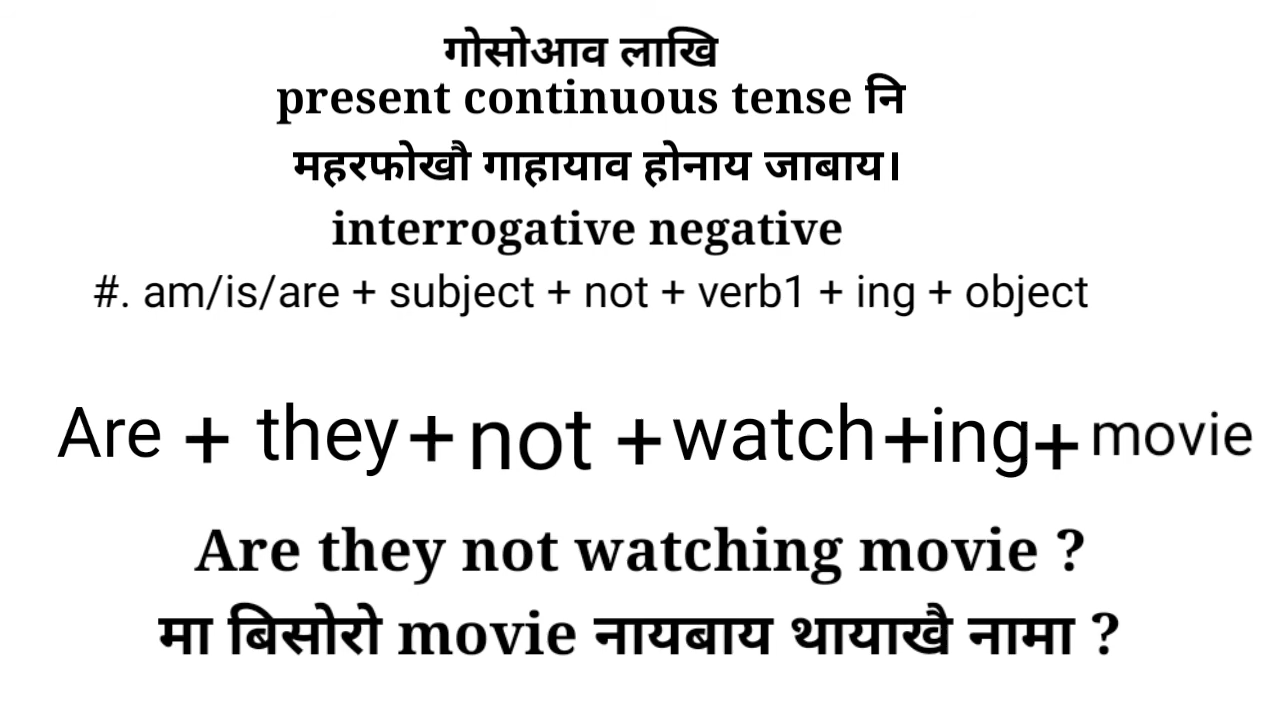 गोसोआव लाखि
present continuous tense नि
महरफोखौ गाहायाव होनाय जाबाय।
interrogative negative
#. am/is/are + subject + not + verb1 + ing + object
Are + they + not + watch +ing+ movie
Are they not watching movie ?
मा बिसोरो movie नायबाय थायाखै नामा ?